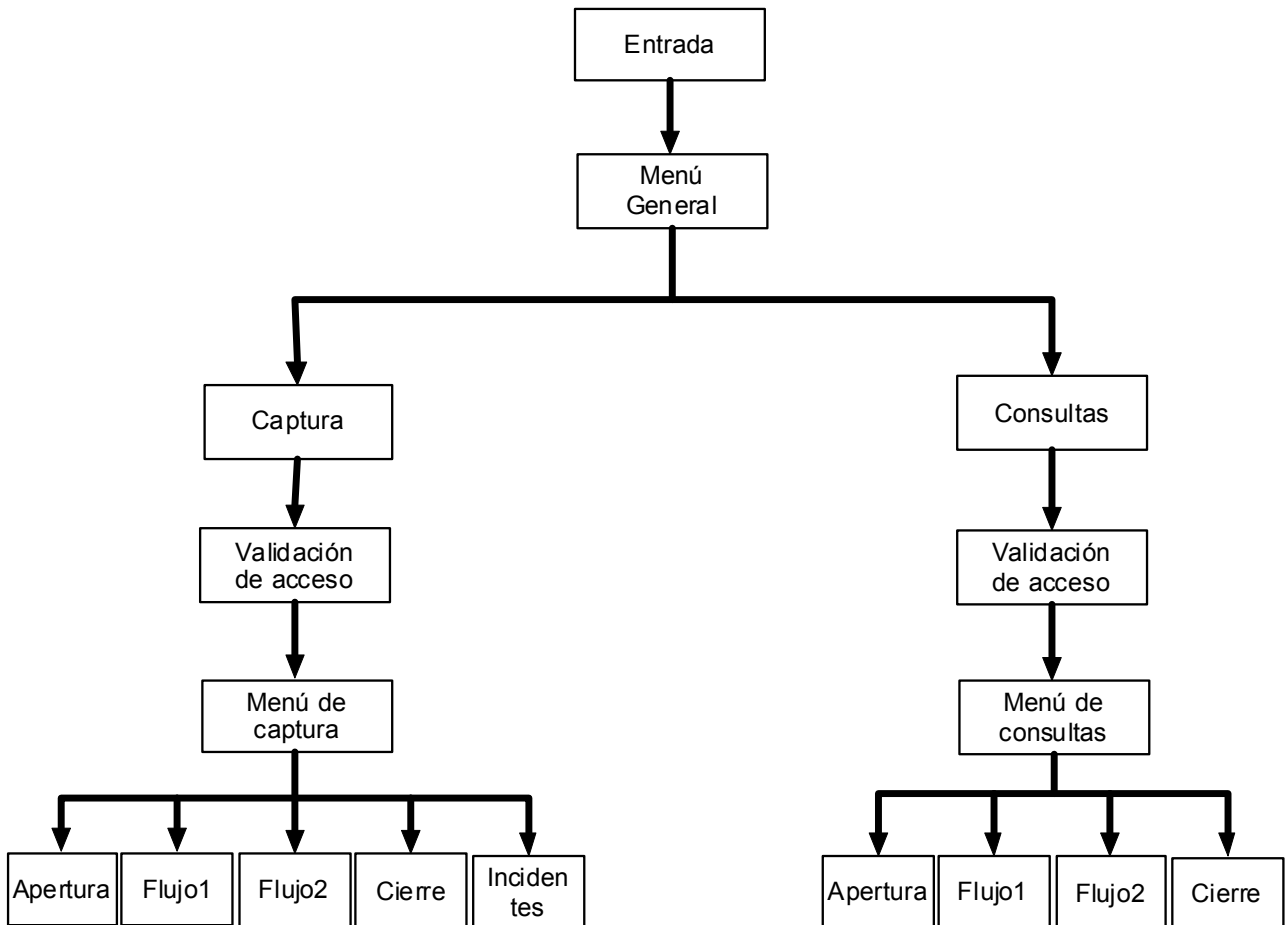 Entrada
Menú
General
Captura
Consultas
Validación
de acceso
Validación
de acceso
Menú de
captura
Menú de
consultas
Apertura
Flujo1
Flujo2
Cierre
Inciden
tes
Apertura
Flujo1
Flujo2
Cierre